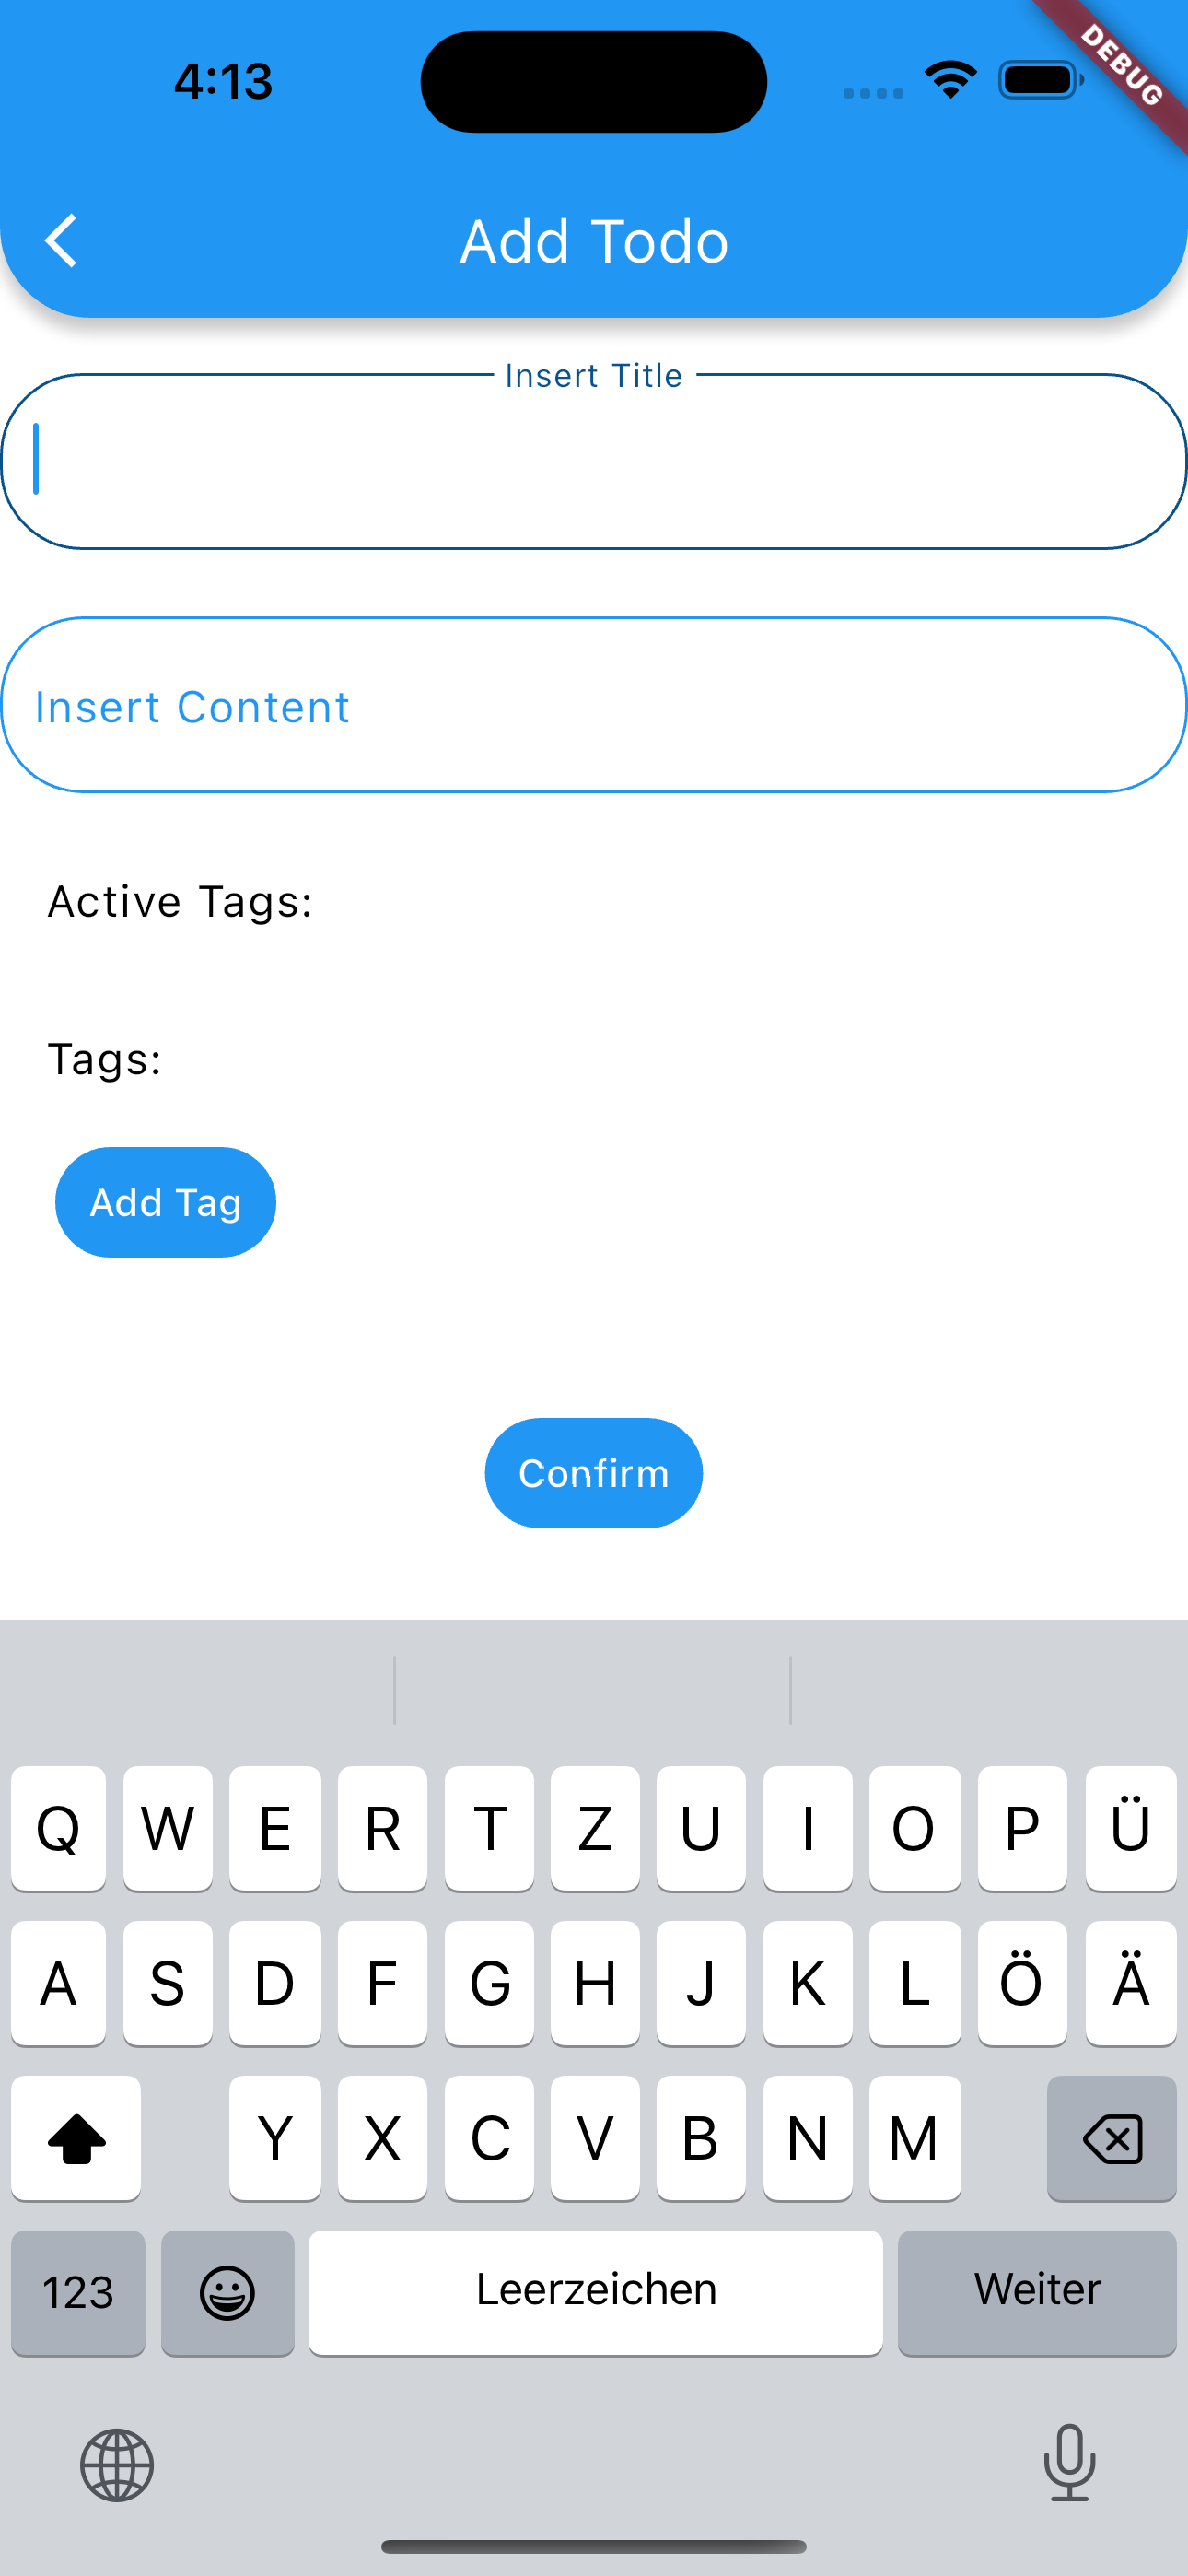 4:13
DEBUG
Add Todo
Insert Title
Insert Content
Active Tags:
Tags:
Add Tag
Confirm
Q W E R T Z U I O P Ü
A S D F G H J K L Ö Ä
Y X C V B N M
123 Leerzeichen Weiter